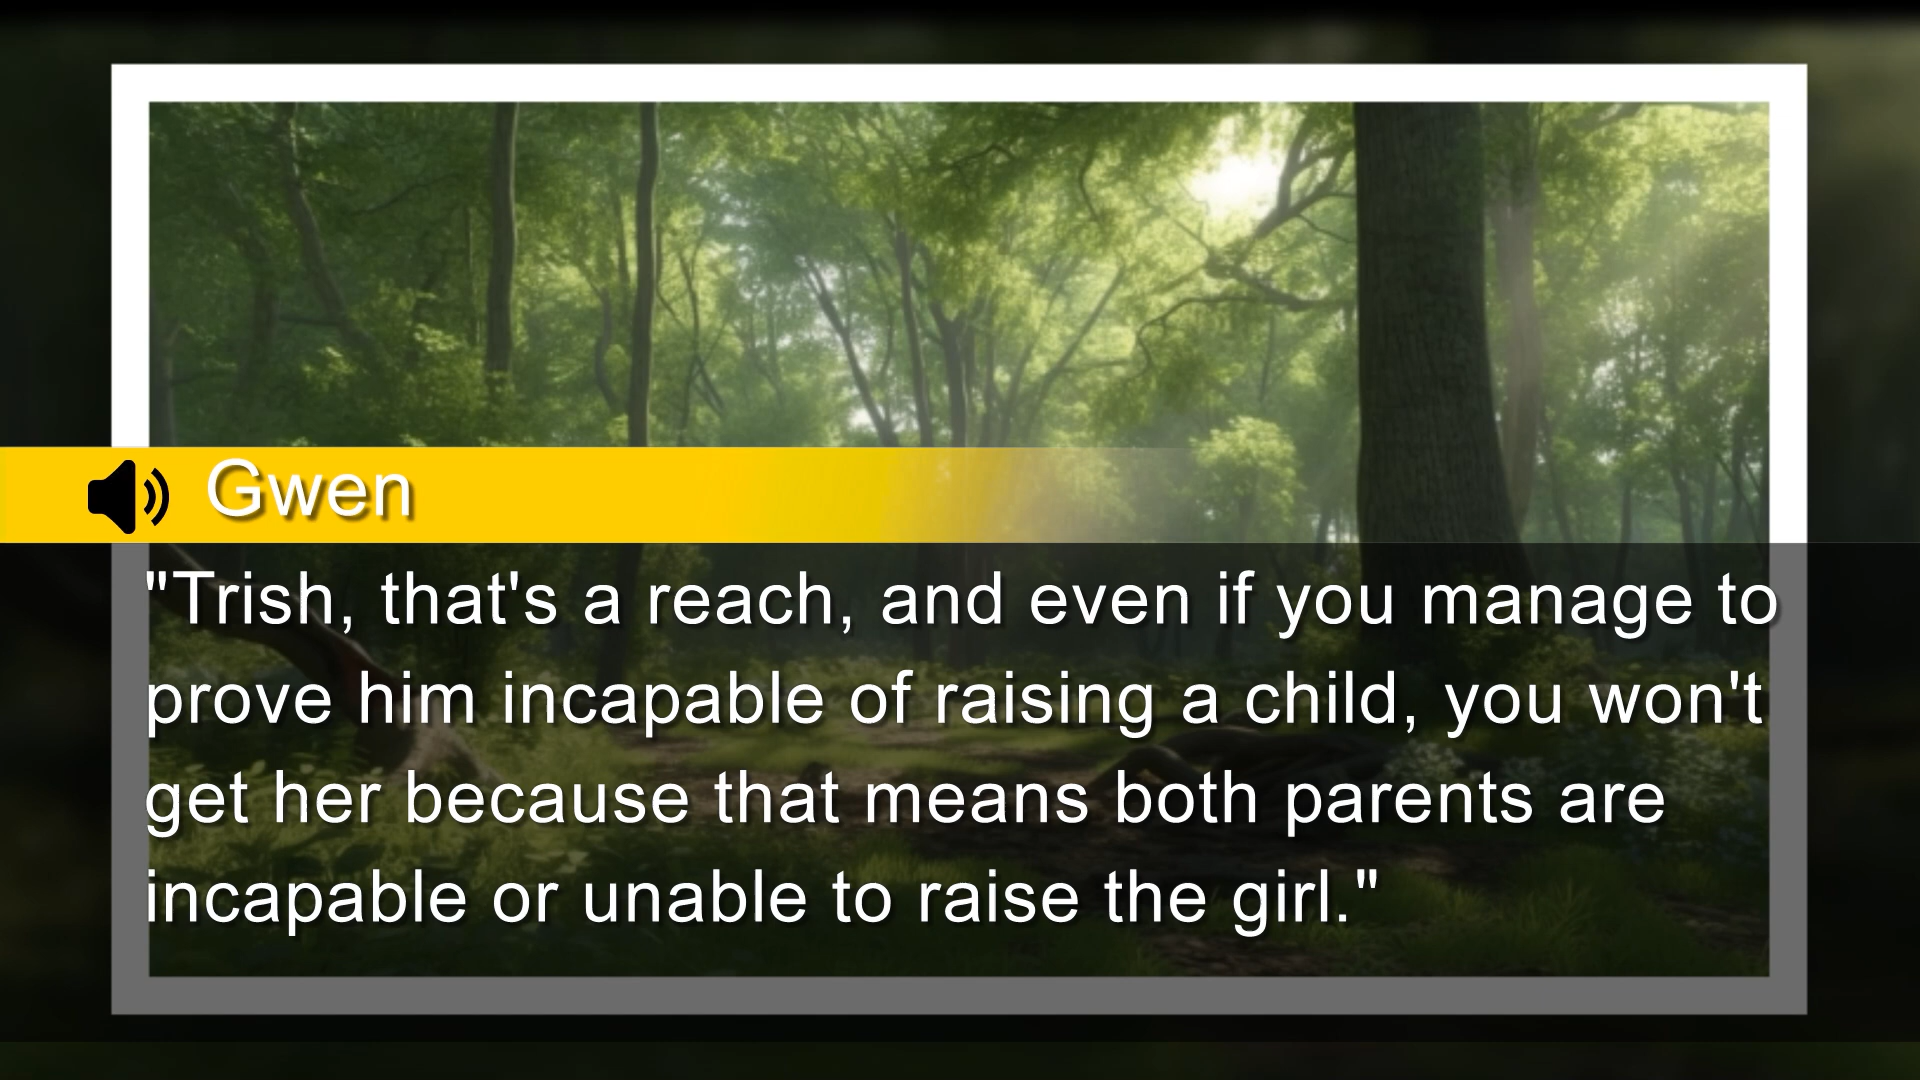 Gwen
"Trish, that's a reach, and even if you manage to
prove him incapable of raising a child, you won't
get her because that means both parents are
incapable or unable to raise the girl."